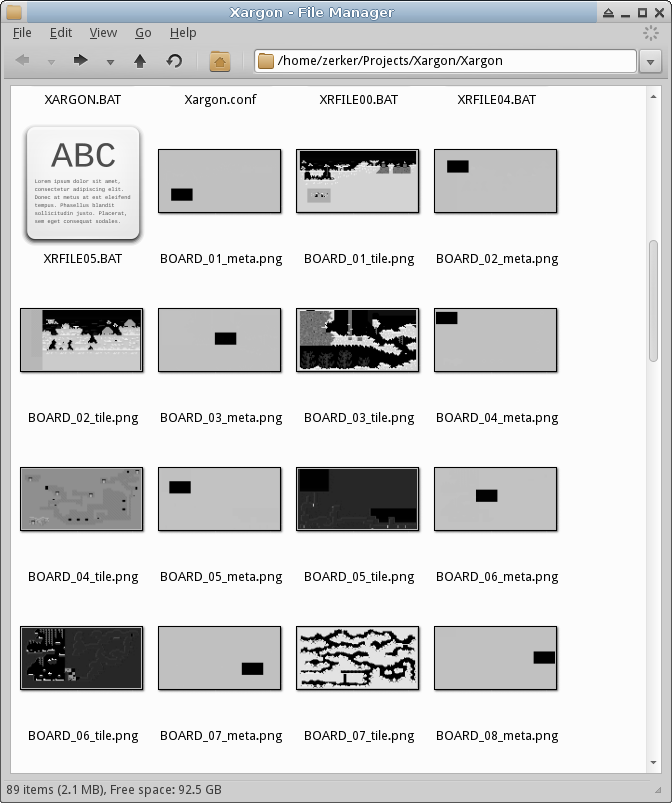 Xargon - File Manager
File Edit View Go Help
/home/zerker/Projects/Xargon/Xargon
XARGON.BAT Xargon.conf XRFILE00.BAT XRFILE04.BAT
ABC
Lorem ipsum dolor sit amet,
consectetur adipiscing elit.
Donec at metus at est eleifend
tempus. Phasellus blandit
sollicitudin justo. Placerat,
sem eget consequat sodales.
XRFILE05.BAT BOARD_01_meta.png BOARD_01_tile.png BOARD_02_meta.png
BOARD_02_tile.png BOARD_03_meta.png BOARD_03_tile.png BOARD_04_meta.png
BOARD_04_tile.png BOARD_05_meta.png BOARD_05_tile.png BOARD_06_meta.png
BOARD_06_tile.png BOARD_07_meta.png BOARD_07_tile.png BOARD_08_meta.png
89 items (2.1 MB), Free space: 92.5 GB